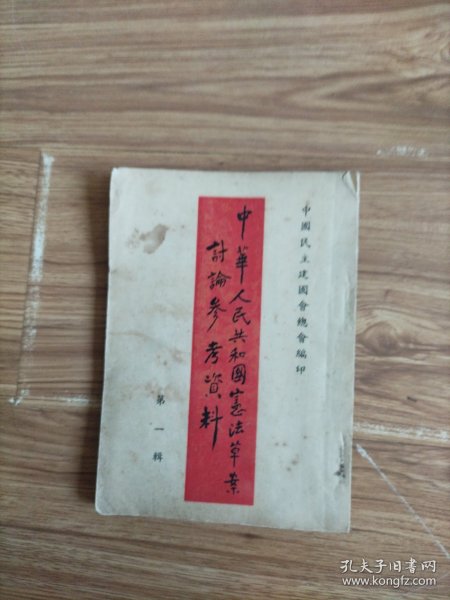 中國民主建國會總會編印
中華人民共和國憲法草案
討論参考資料
第一輯
孔夫子旧书网
www.kongfz.com